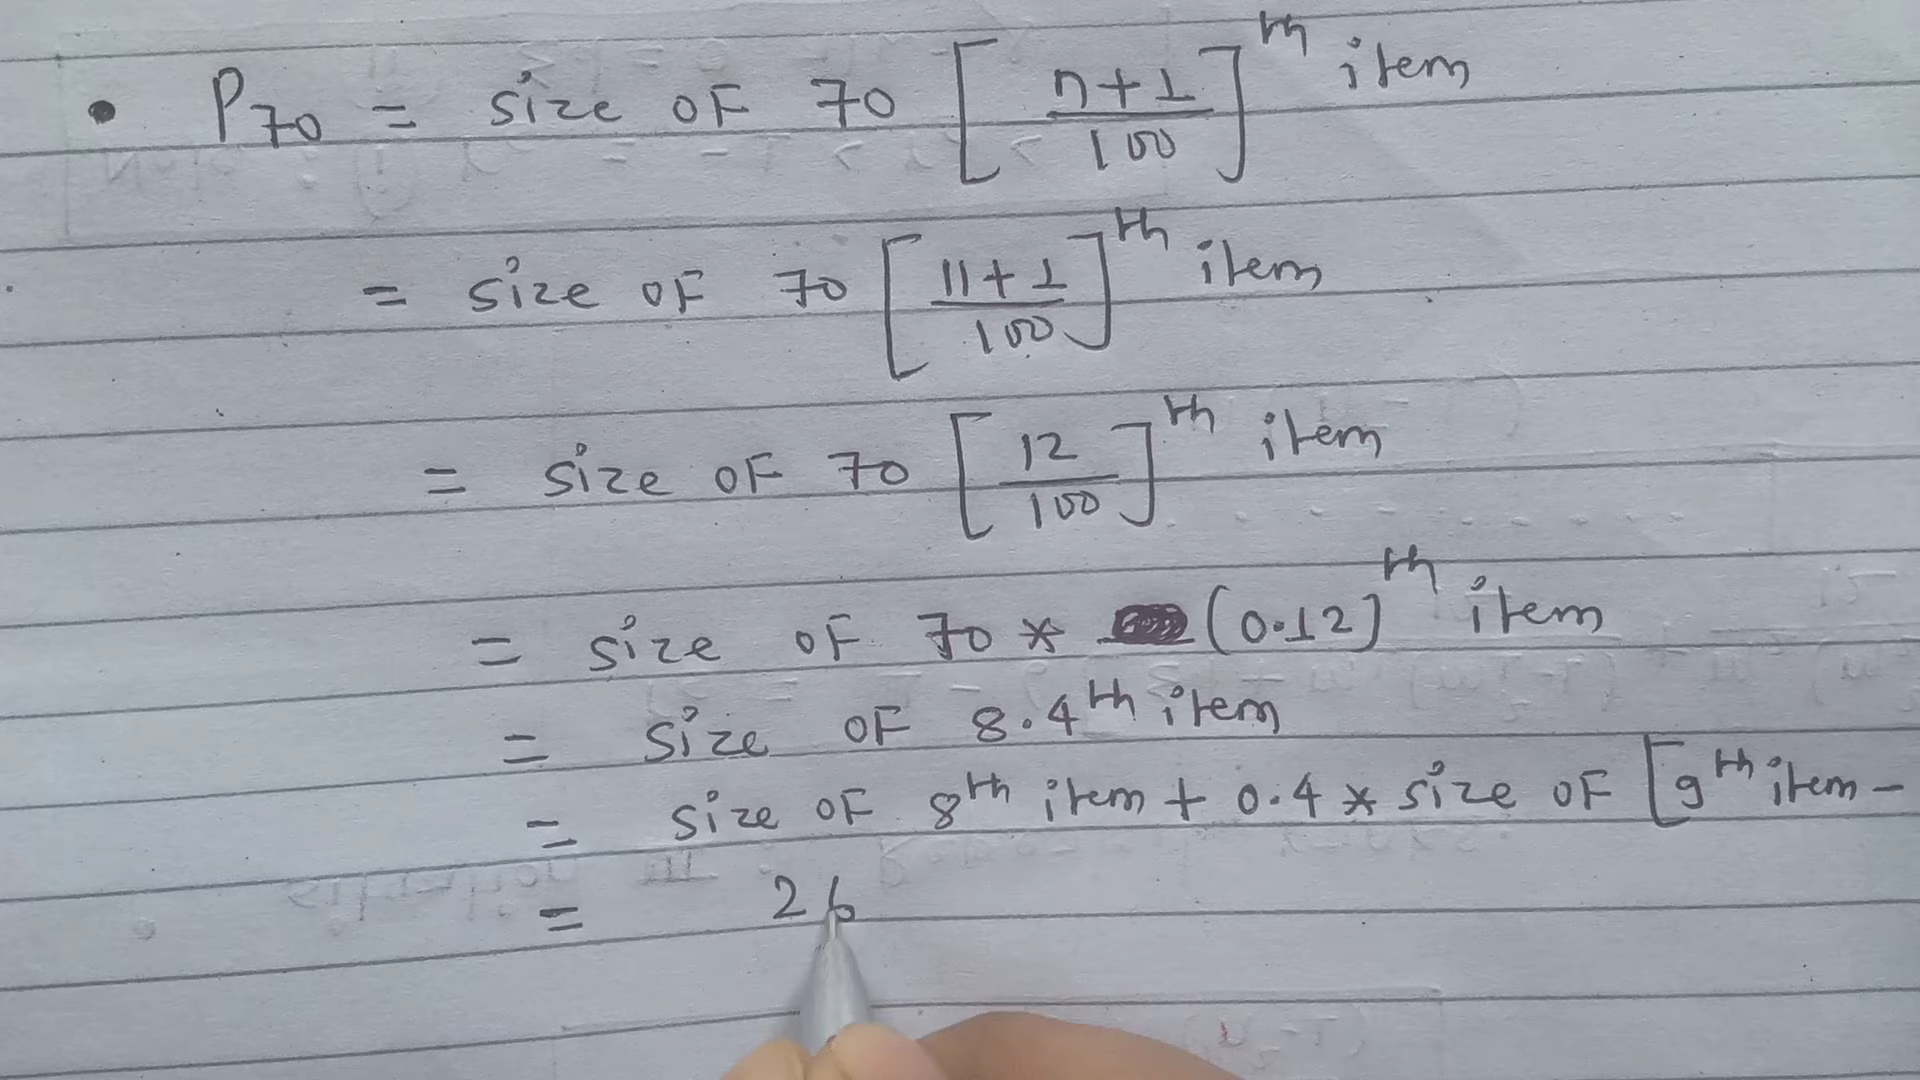 • P70 = size of 70 [ n+1 / 100 ]th item
= size of 70 [ 11+1 / 100 ]th item
= size of 70 [ 12 / 100 ]th item
= size of 70 * (0.12)th item
= size of 8.4th item
= size of 8th item + 0.4 * size of [9th item -
= 26